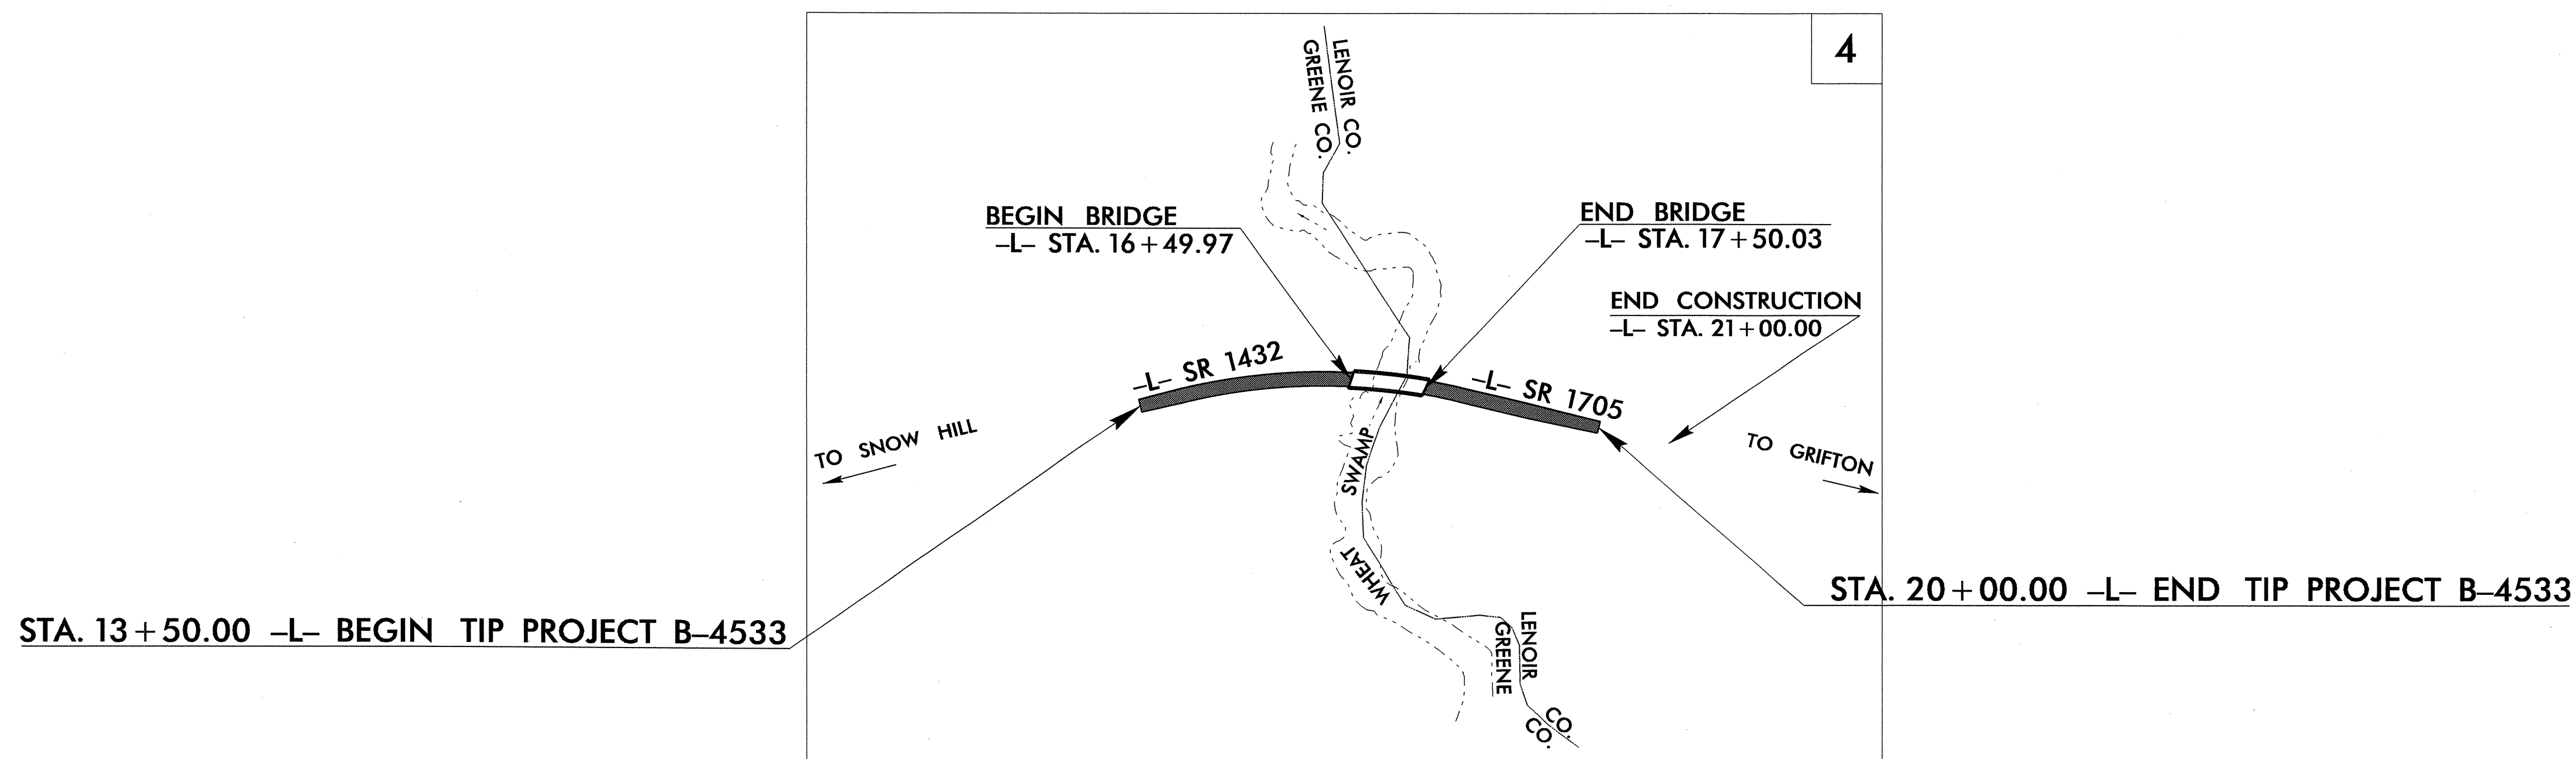 4
LENOIR CO.
GREENE CO.
BEGIN BRIDGE
–L– STA. 16+49.97
END BRIDGE
–L– STA. 17+50.03
END CONSTRUCTION
–L– STA. 21+00.00
–L– SR 1432
–L– SR 1705
TO SNOW HILL
TO GRIFTON
SWAMP
WHEAT
STA. 13+50.00 –L– BEGIN TIP PROJECT B–4533
STA. 20+00.00 –L– END TIP PROJECT B–4533
LENOIR
GREENE
CO.
CO.